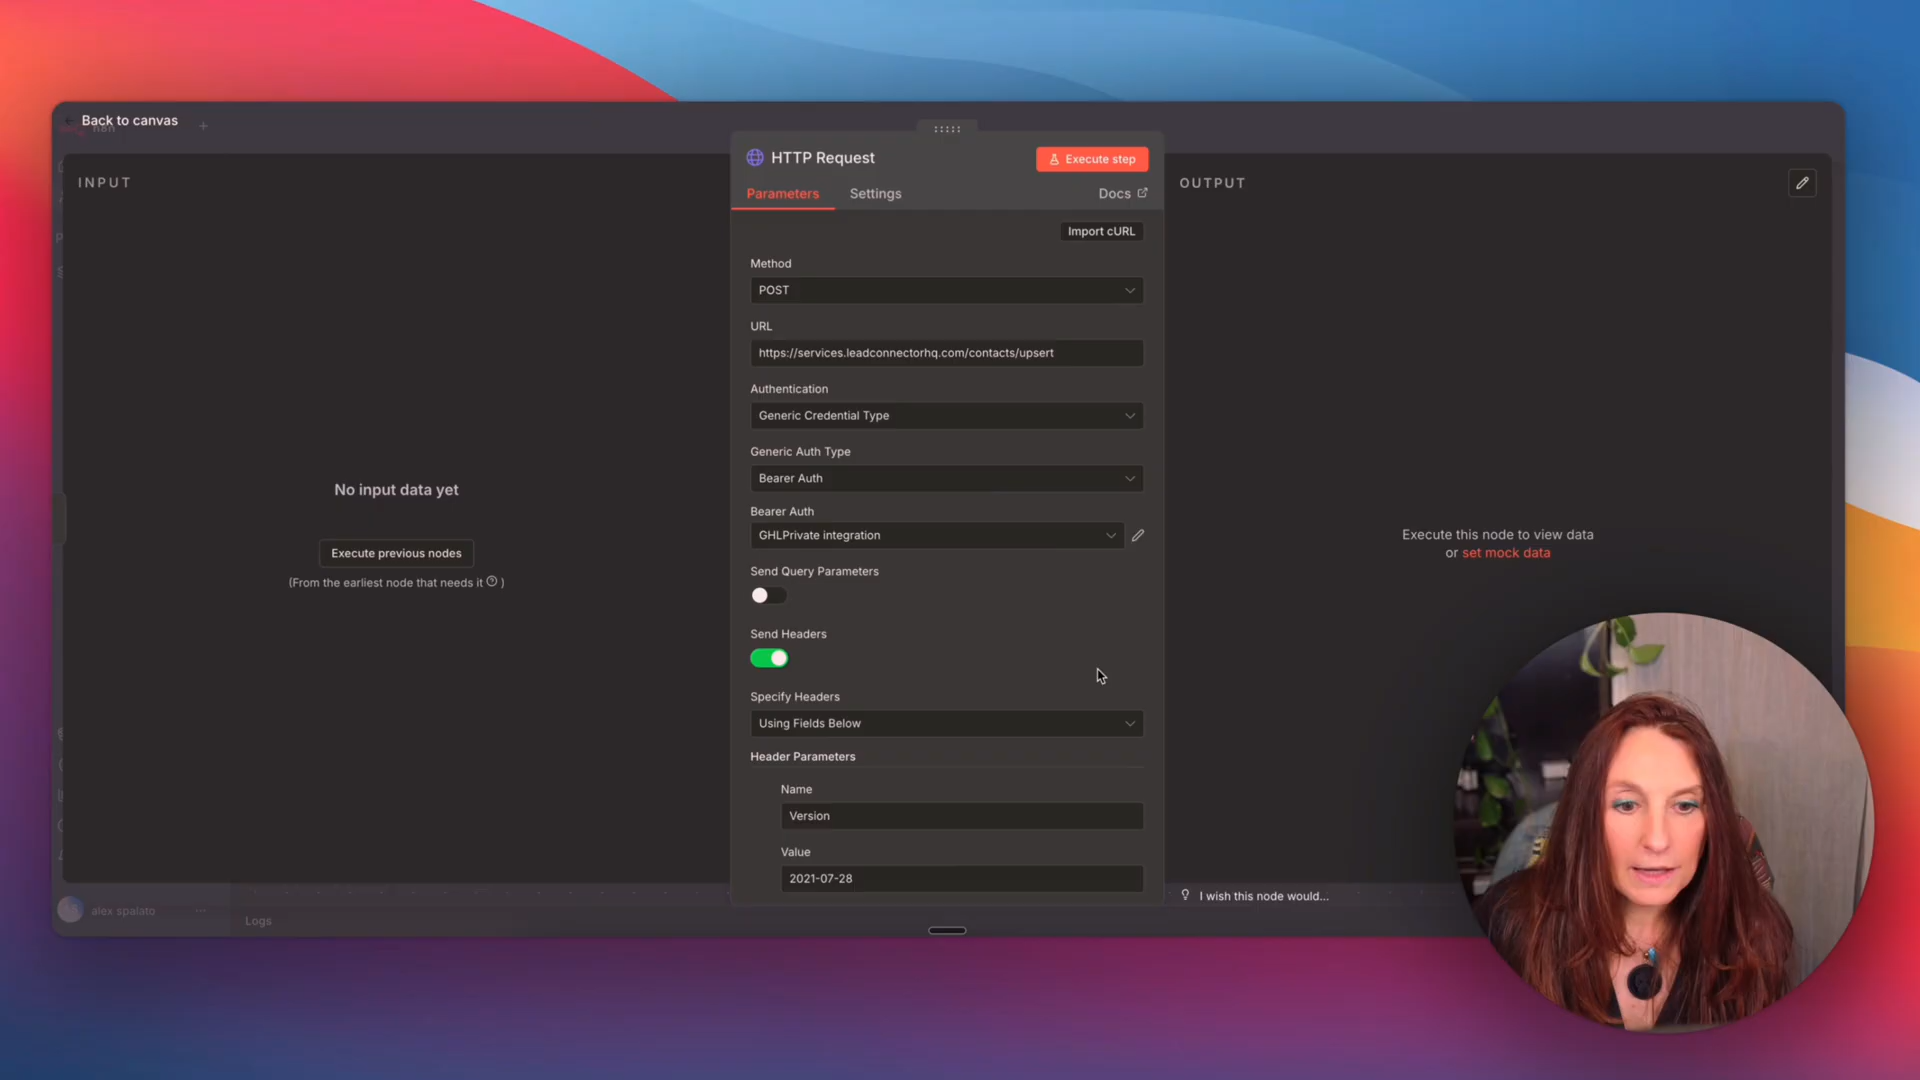 Back to canvas
n8n
INPUT
No input data yet
Execute previous nodes
(From the earliest node that needs it ? )
HTTP Request
Execute step
Parameters
Settings
Docs
Import cURL
Method
POST
URL
https://services.leadconnectorhq.com/contacts/upsert
Authentication
Generic Credential Type
Generic Auth Type
Bearer Auth
Bearer Auth
GHLPrivate integration
Send Query Parameters
Send Headers
Specify Headers
Using Fields Below
Header Parameters
Name
Version
Value
2021-07-28
OUTPUT
Execute this node to view data
or set mock data
I wish this node would...
alex spalato
Logs